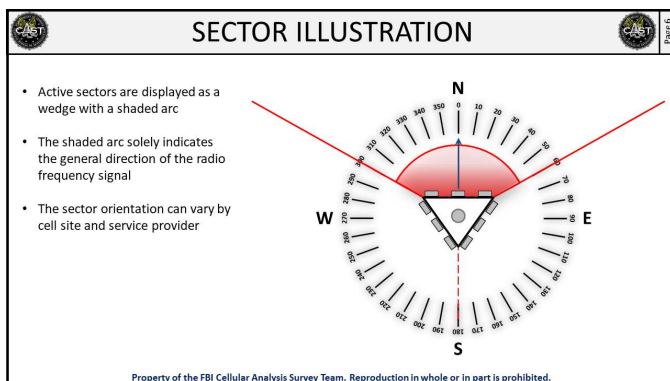 CAST
SECTOR ILLUSTRATION
CAST
Page 6
• Active sectors are displayed as a
wedge with a shaded arc
• The shaded arc solely indicates
the general direction of the radio
frequency signal
• The sector orientation can vary by
cell site and service provider
N
0
10
20
30
40
50
60
70
80
90
E
100
110
120
130
140
150
160
170
180
S
190
200
210
220
230
240
250
260
270
W
280
290
300
310
320
330
340
350
Property of the FBI Cellular Analysis Survey Team. Reproduction in whole or in part is prohibited.